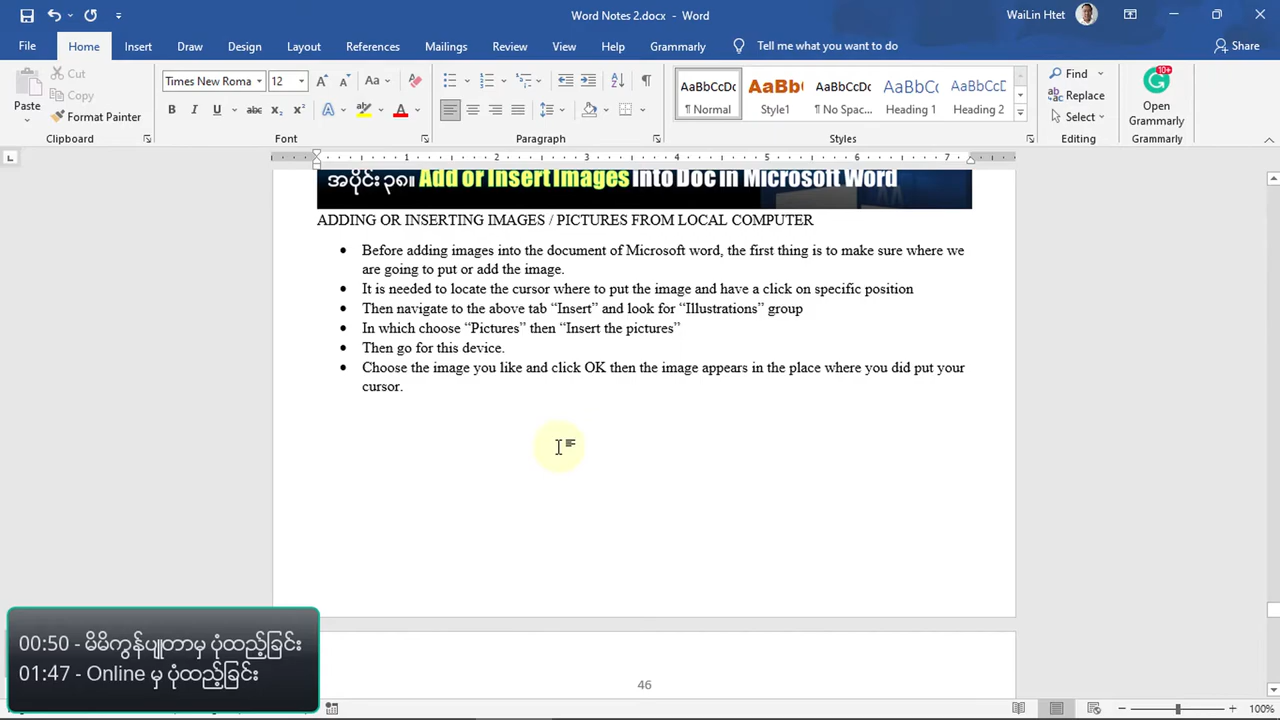 Word Notes 2.docx - Word
WaiLin Htet
File Home Insert Draw Design Layout References Mailings Review View Help Grammarly Tell me what you want to do Share
Paste
Cut
Copy
Format Painter
Clipboard
Times New Roma 12
Font
Paragraph
AaBbCcDc AaBb AaBbCcDc AaBbCc AaBbCcD
¶ Normal Style1 ¶ No Spac... Heading 1 Heading 2
Styles
Find
Replace
Select
Editing
10+
Open
Grammarly
Grammarly
1 2 3 4 5 6 7
အပိုင်း ၃၈။ Add or Insert Images Into Doc in Microsoft Word
ADDING OR INSERTING IMAGES / PICTURES FROM LOCAL COMPUTER
• Before adding images into the document of Microsoft word, the first thing is to make sure where we
are going to put or add the image.
• It is needed to locate the cursor where to put the image and have a click on specific position
• Then navigate to the above tab “Insert” and look for “Illustrations” group
• In which choose “Pictures” then “Insert the pictures”
• Then go for this device.
• Choose the image you like and click OK then the image appears in the place where you did put your
cursor.
00:50 - မိမိကွန်ပျူတာမှ ပုံထည့်ခြင်း
01:47 - Online မှ ပုံထည့်ခြင်း
46
100%